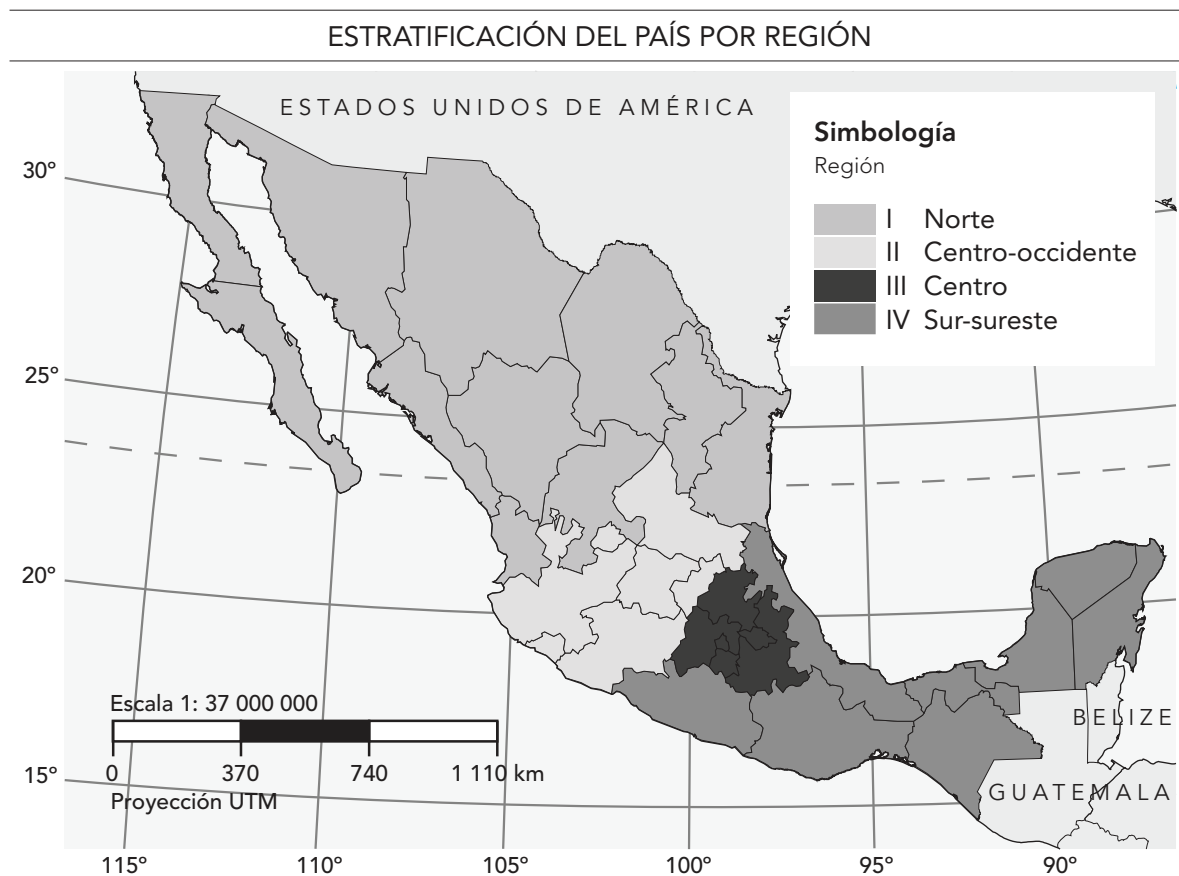 ESTRATIFICACIÓN DEL PAÍS POR REGIÓN
ESTADOS UNIDOS DE AMÉRICA
Simbología
Región
I Norte
II Centro-occidente
III Centro
IV Sur-sureste
30°
25°
20°
15°
BELIZE
GUATEMALA
Escala 1: 37 000 000
0 370 740 1 110 km
Proyección UTM
115° 110° 105° 100° 95° 90°